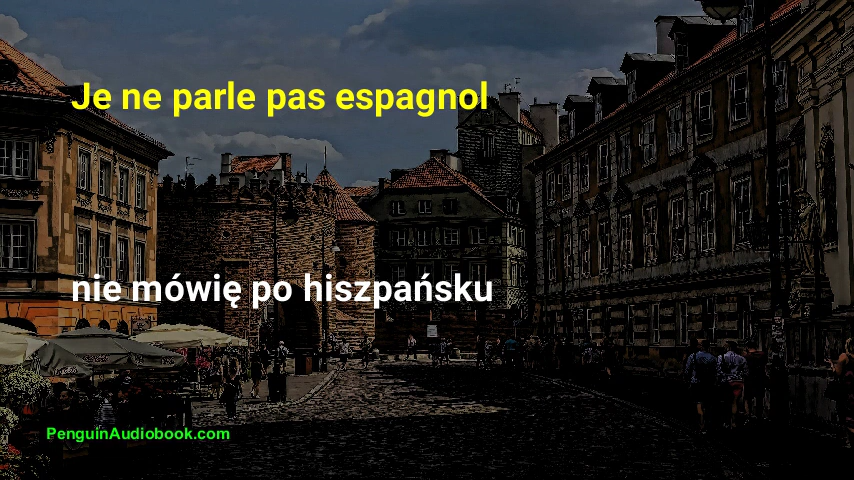 Je ne parle pas espagnol
nie mówię po hiszpańsku
PenguinAudiobook.com